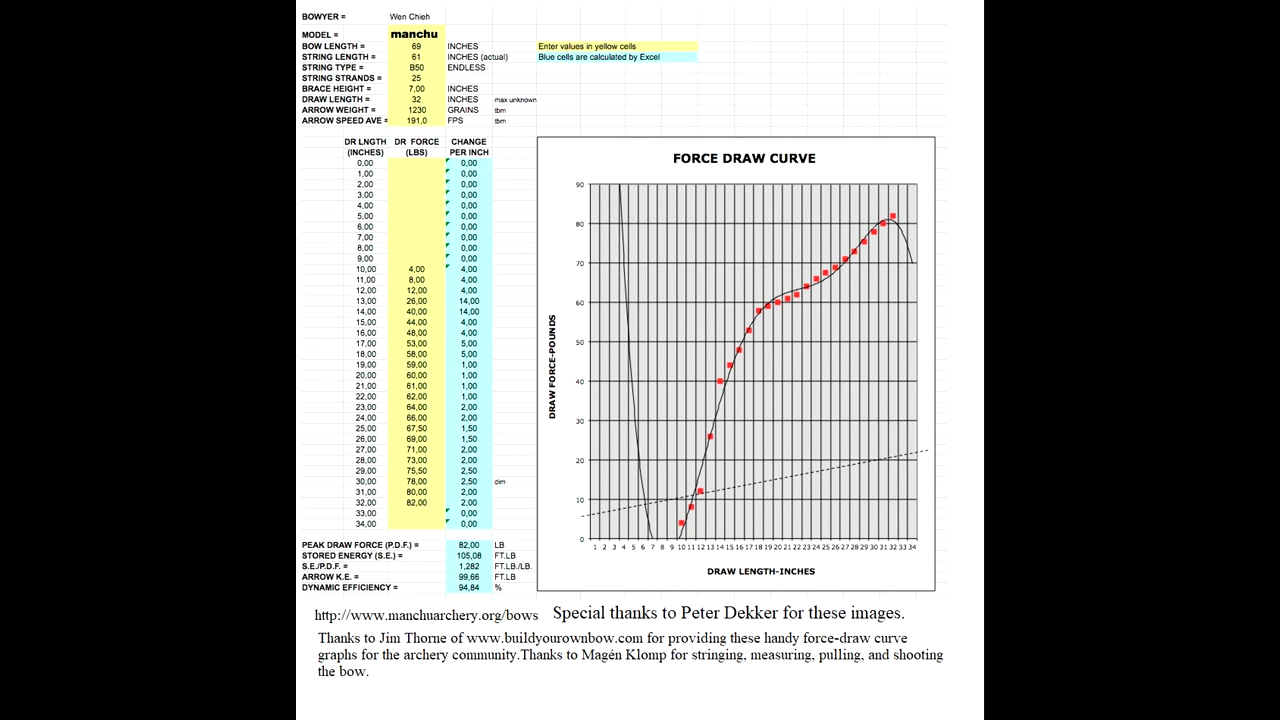 BOWYER = Wen Chieh
MODEL = manchu
BOW LENGTH = 69 INCHES Enter values in yellow cells
STRING LENGTH = 61 INCHES (actual) Blue cells are calculated by Excel
STRING TYPE = B50 ENDLESS
STRING STRANDS = 25
BRACE HEIGHT = 7,00 INCHES
DRAW LENGTH = 32 INCHES max unknown
ARROW WEIGHT = 1230 GRAINS tbm
ARROW SPEED AVE = 191,0 FPS tbm
DR LNGTH DR FORCE CHANGE
(INCHES) (LBS) PER INCH
0,00 0,00
1,00 0,00
2,00 0,00
3,00 0,00
4,00 0,00
5,00 0,00
6,00 0,00
7,00 0,00
8,00 0,00
9,00 0,00
10,00 4,00 4,00
11,00 8,00 4,00
12,00 12,00 4,00
13,00 26,00 14,00
14,00 40,00 14,00
15,00 44,00 4,00
16,00 48,00 4,00
17,00 53,00 5,00
18,00 58,00 5,00
19,00 59,00 1,00
20,00 60,00 1,00
21,00 61,00 1,00
22,00 62,00 1,00
23,00 64,00 2,00
24,00 66,00 2,00
25,00 67,50 1,50
26,00 69,00 1,50
27,00 71,00 2,00
28,00 73,00 2,00
29,00 75,50 2,50
30,00 78,00 2,50 dim
31,00 80,00 2,00
32,00 82,00 2,00
33,00 0,00
34,00 0,00
PEAK DRAW FORCE (P.D.F.) = 82,00 LB
STORED ENERGY (S.E.) = 105,08 FT.LB
S.E./P.D.F. = 1,282 FT.LB./LB.
ARROW K.E. = 99,66 FT.LB
DYNAMIC EFFICIENCY = 94,84 %
FORCE DRAW CURVE
DRAW FORCE-POUNDS
90
80
70
60
50
40
30
20
10
0
1 2 3 4 5 6 7 8 9 10 11 12 13 14 15 16 17 18 19 20 21 22 23 24 25 26 27 28 29 30 31 32 33 34
DRAW LENGTH-INCHES
http://www.manchuarchery.org/bows Special thanks to Peter Dekker for these images.
Thanks to Jim Thorne of www.buildyourownbow.com for providing these handy force-draw curve
graphs for the archery community.Thanks to Magén Klomp for stringing, measuring, pulling, and shooting
the bow.